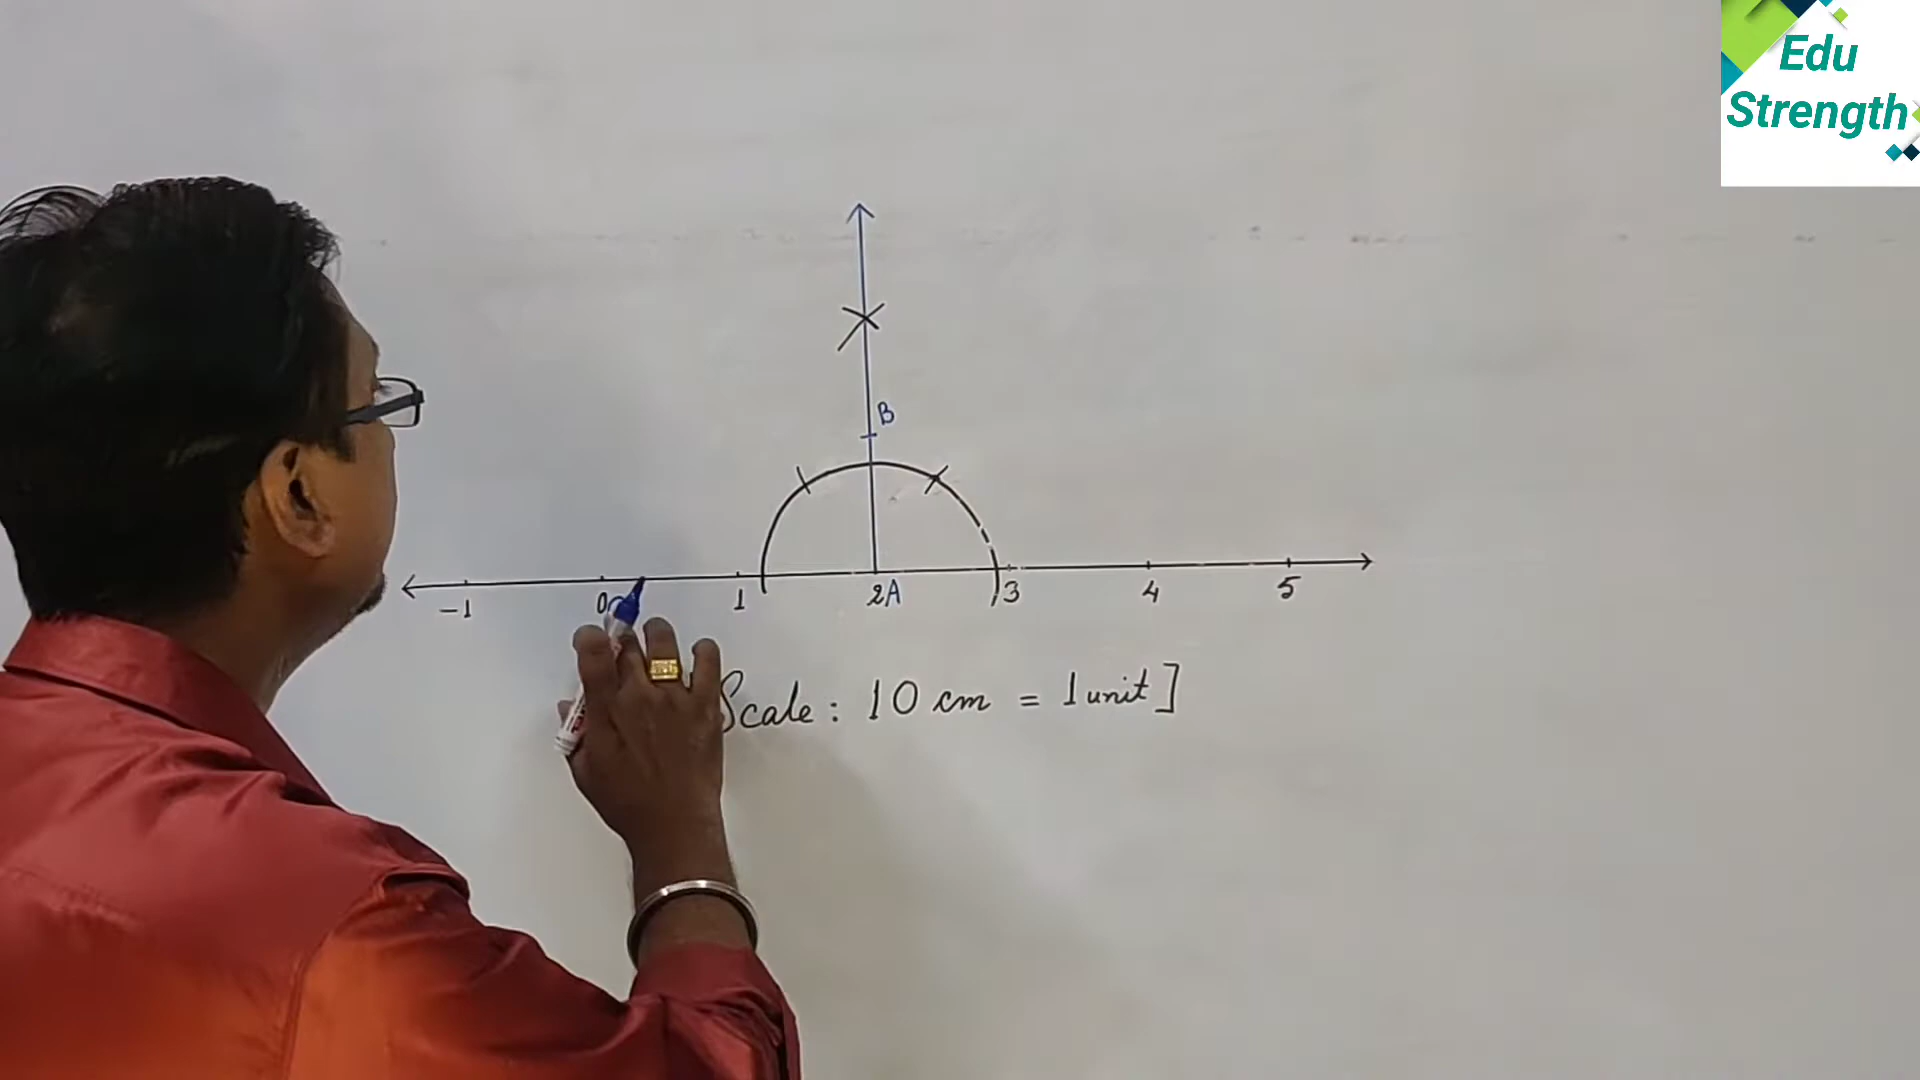 Edu
Strength
B
-1 0 1 2A 3 4 5
Scale: 10 cm = 1 unit]